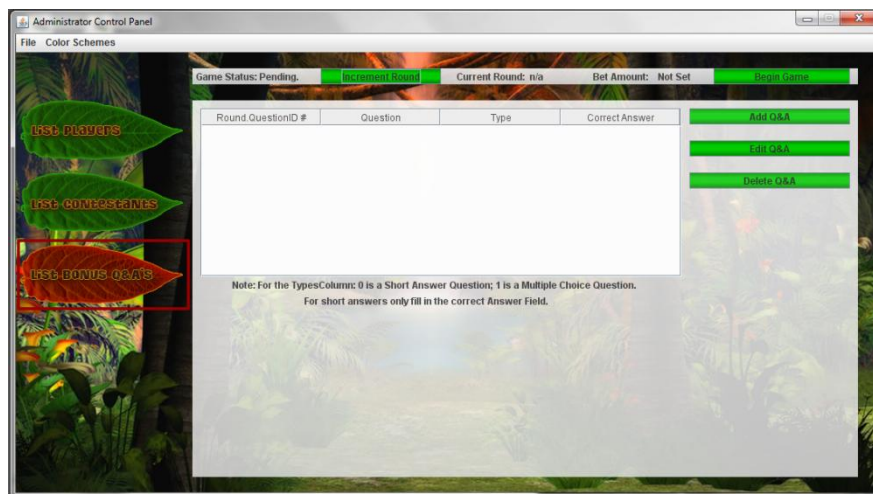 Administrator Control Panel
File Color Schemes
Game Status: Pending. Increment Round Current Round: n/a Bet Amount: Not Set Begin Game
List Players
List Contestants
List Bonus Q&A's
Round.QuestionID # Question Type Correct Answer
Add Q&A
Edit Q&A
Delete Q&A
Note: For the TypesColumn: 0 is a Short Answer Question; 1 is a Multiple Choice Question.
For short answers only fill in the correct Answer Field.